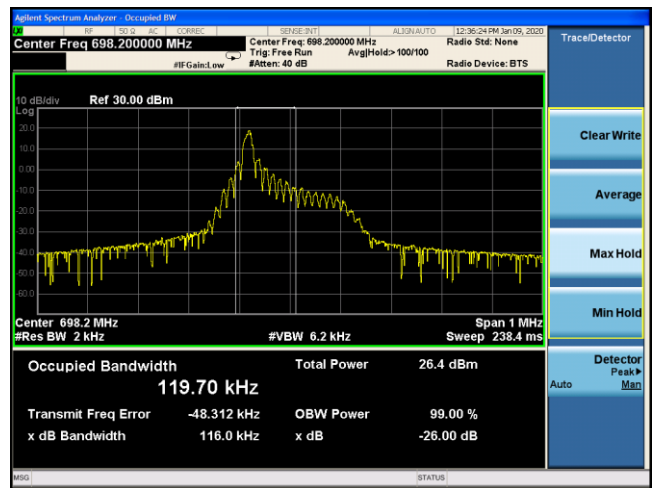 Agilent Spectrum Analyzer - Occupied BW
RF 50 Ω AC CORREC SENSE:INT ALIGNAUTO 12:36:24 PM Jan 09, 2020
Center Freq 698.200000 MHz
Center Freq: 698.200000 MHz
Radio Std: None
Trig: Free Run Avg|Hold:> 100/100
#IFGain:Low
#Atten: 40 dB
Radio Device: BTS
Trace/Detector
10 dB/div Ref 30.00 dBm
Log
20.0
10.0
0.00
-10.0
-20.0
-30.0
-40.0
-50.0
-60.0
Clear Write
Average
Max Hold
Min Hold
Center 698.2 MHz
Span 1 MHz
#Res BW 2 kHz
#VBW 6.2 kHz
Sweep 238.4 ms
Occupied Bandwidth
Total Power 26.4 dBm
119.70 kHz
Transmit Freq Error -48.312 kHz
OBW Power 99.00 %
x dB Bandwidth 116.0 kHz
x dB -26.00 dB
Detector
Peak▶
Auto Man
MSG
STATUS